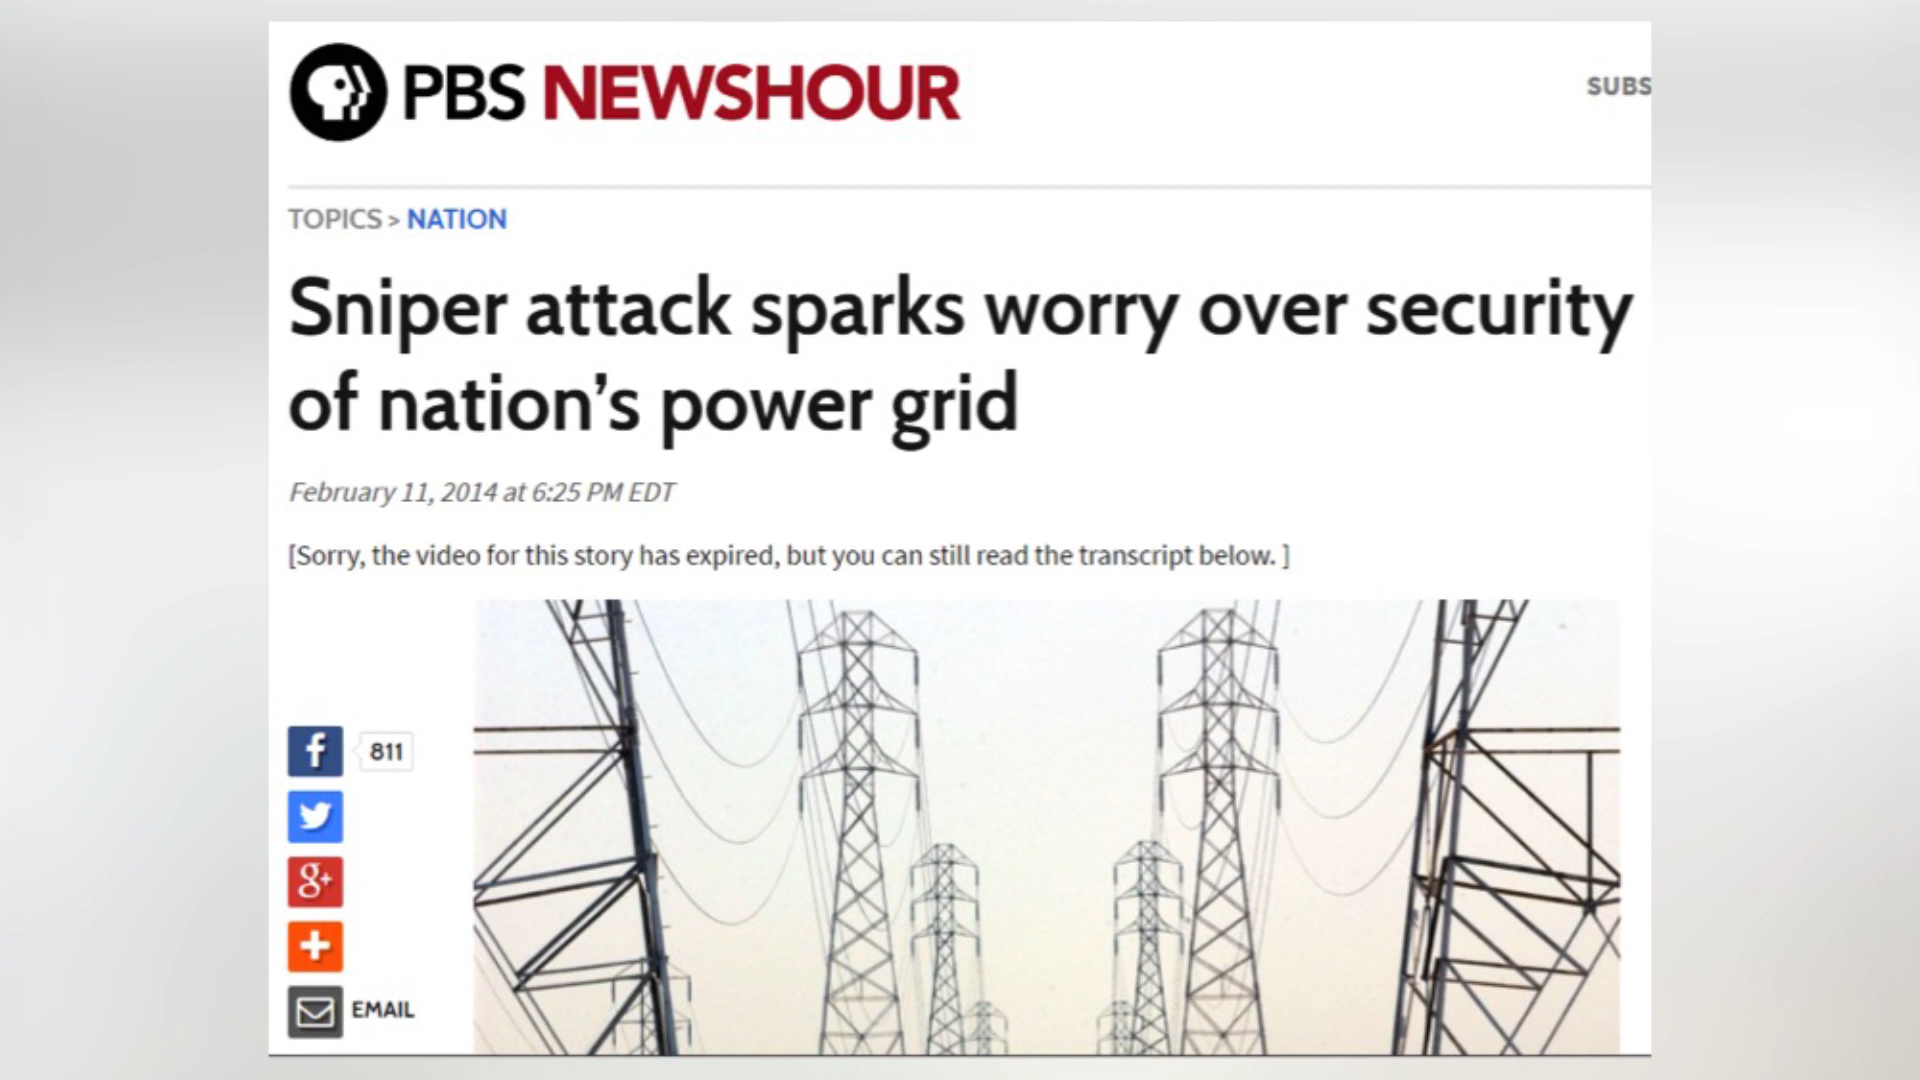 PBS NEWSHOUR
SUBS
TOPICS > NATION
Sniper attack sparks worry over security
of nation’s power grid
February 11, 2014 at 6:25 PM EDT
[Sorry, the video for this story has expired, but you can still read the transcript below. ]
f 811
g+
EMAIL